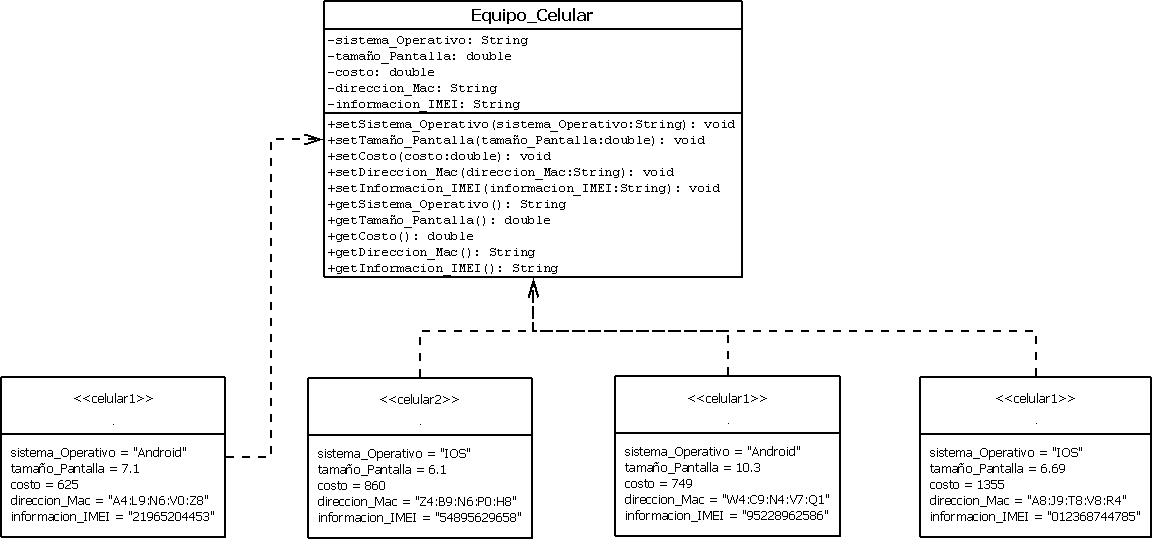 Equipo_Celular
-sistema_Operativo: String
-tamaño_Pantalla: double
-costo: double
-direccion_Mac: String
-informacion_IMEI: String
+setSistema_Operativo(sistema_Operativo:String): void
+setTamaño_Pantalla(tamaño_Pantalla:double): void
+setCosto(costo:double): void
+setDireccion_Mac(direccion_Mac:String): void
+setInformacion_IMEI(informacion_IMEI:String): void
+getSistema_Operativo(): String
+getTamaño_Pantalla(): double
+getCosto(): double
+getDireccion_Mac(): String
+getInformacion_IMEI(): String
<<celular1>>
.
sistema_Operativo = "Android"
tamaño_Pantalla = 7.1
costo = 625
direccion_Mac = "A4:L9:N6:V0:Z8"
informacion_IMEI = "21965204453"
<<celular2>>
.
sistema_Operativo = "IOS"
tamaño_Pantalla = 6.1
costo = 860
direccion_Mac = "Z4:B9:N6:P0:H8"
informacion_IMEI = "54895629658"
<<celular1>>
.
sistema_Operativo = "Android"
tamaño_Pantalla = 10.3
costo = 749
direccion_Mac = "W4:C9:N4:V7:Q1"
informacion_IMEI = "95228962586"
<<celular1>>
.
sistema_Operativo = "IOS"
tamaño_Pantalla = 6.69
costo = 1355
direccion_Mac = "A8:J9:T8:V8:R4"
informacion_IMEI = "012368744785"